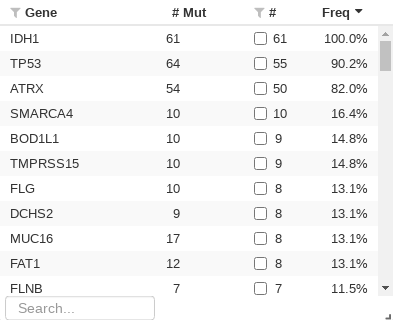 Gene # Mut # Freq
IDH1 61 61 100.0%
TP53 64 55 90.2%
ATRX 54 50 82.0%
SMARCA4 10 10 16.4%
BOD1L1 10 9 14.8%
TMPRSS15 10 9 14.8%
FLG 10 8 13.1%
DCHS2 9 8 13.1%
MUC16 17 8 13.1%
FAT1 12 8 13.1%
FLNB 7 7 11.5%
Search...